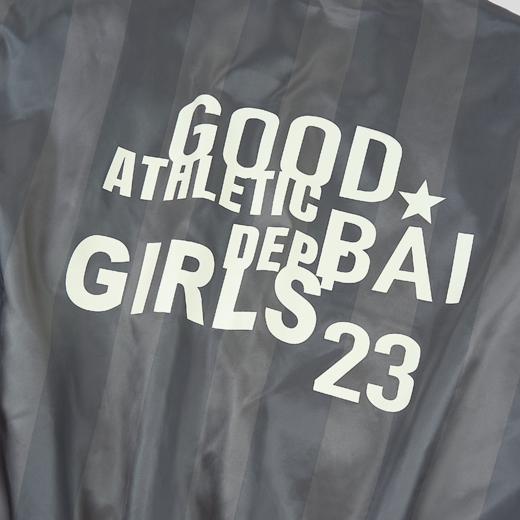 GOOD
ATHLETIC
DEPT BAI
GIRLS
23